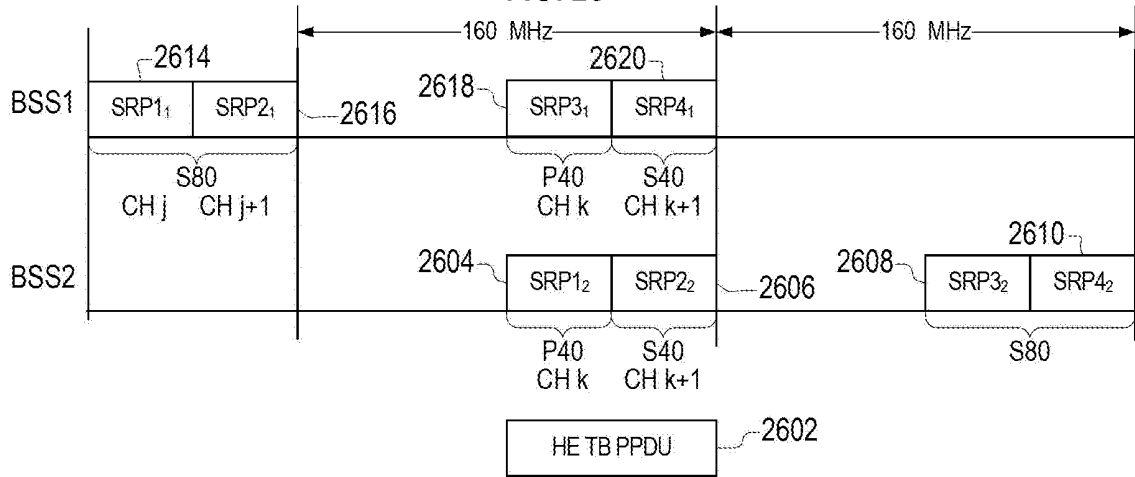 160 MHz 160 MHz
2614 2620
BSS1 SRP1₁ SRP2₁ 2616 2618 SRP3₁ SRP4₁
S80 P40 S40
CH j CH j+1 CH k CH k+1
2610
BSS2 2604 SRP1₂ SRP2₂ 2606 2608 SRP3₂ SRP4₂
P40 S40 S80
CH k CH k+1
HE TB PPDU 2602